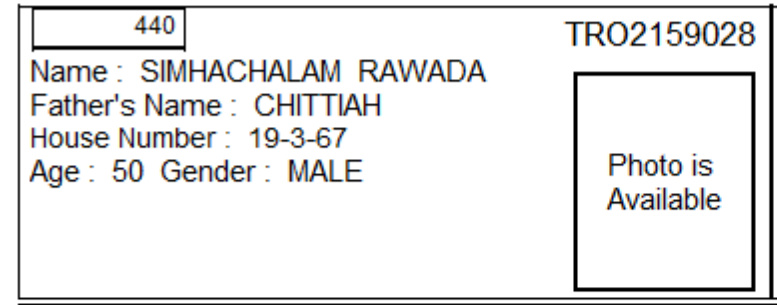 440
TRO2159028
Name : SIMHACHALAM RAWADA
Father's Name : CHITTIAH
House Number : 19-3-67
Age : 50 Gender : MALE
Photo is
Available